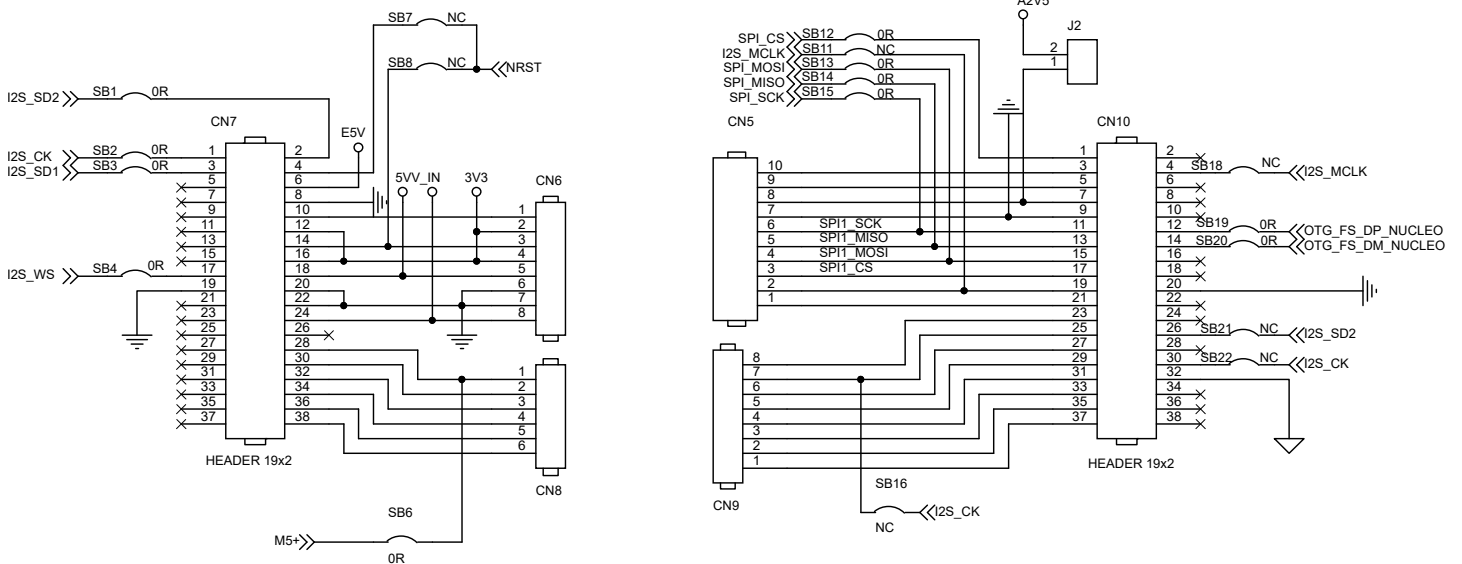 SB7 NC
SB8 NC
NRST
I2S_SD2 SB1 0R
CN7
E5V
I2S_CK SB2 0R
I2S_SD1 SB3 0R
I2S_WS SB4 0R
5V
V_IN
3V3
CN6
1 2
3 4
5 6
7 8
9 10
11 12
13 14
15 16
17 18
19 20
21 22
23 24
25 26
27 28
29 30
31 32
33 34
35 36
37 38
HEADER 19x2
1
2
3
4
5
6
7
8
1
2
3
4
5
6
CN8
SB6
M5+
0R
A2V5
J2
2
1
SPI_CS SB12 0R
I2S_MCLK SB11 NC
SPI_MOSI SB13 0R
SPI_MISO SB14 0R
SPI_SCK SB15 0R
CN5
10
9
8
7
6 SPI1_SCK
5 SPI1_MISO
4 SPI1_MOSI
3 SPI1_CS
2
1
8
7
6
5
4
3
2
1
CN9
SB16
I2S_CK
NC
CN10
1 2
3 4
5 6
7 8
9 10
11 12
13 14
15 16
17 18
19 20
21 22
23 24
25 26
27 28
29 30
31 32
33 34
35 36
37 38
HEADER 19x2
SB18 NC I2S_MCLK
SB19 0R OTG_FS_DP_NUCLEO
SB20 0R OTG_FS_DM_NUCLEO
SB21 NC I2S_SD2
SB22 NC I2S_CK